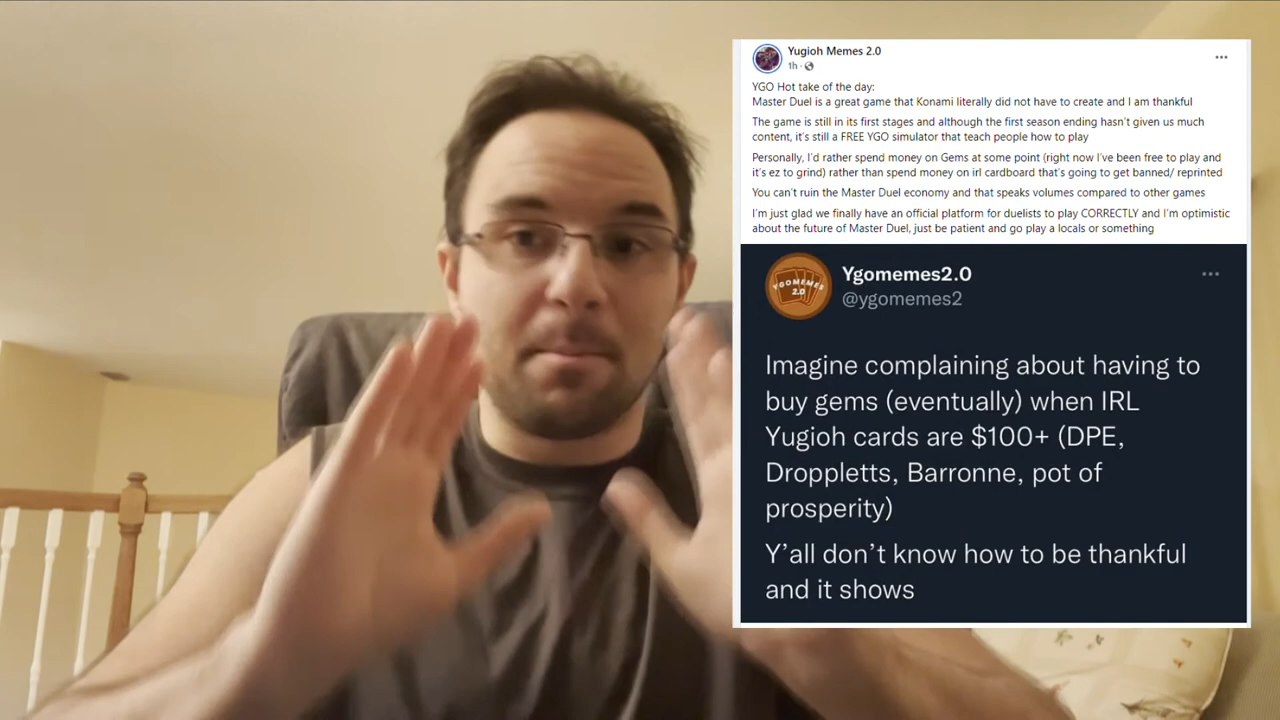 Yugioh Memes 2.0
1h ·
YGO Hot take of the day:
Master Duel is a great game that Konami literally did not have to create and I am thankful
The game is still in its first stages and although the first season ending hasn't given us much
content, it's still a FREE YGO simulator that teach people how to play
Personally, I'd rather spend money on Gems at some point (right now I've been free to play and
it's ez to grind) rather than spend money on irl cardboard that's going to get banned/ reprinted
You can't ruin the Master Duel economy and that speaks volumes compared to other games
I'm just glad we finally have an official platform for duelists to play CORRECTLY and I'm optimistic
about the future of Master Duel, just be patient and go play a locals or something
YGOMEMES
2.0
Ygomemes2.0
@ygomemes2
Imagine complaining about having to
buy gems (eventually) when IRL
Yugioh cards are $100+ (DPE,
Droppletts, Barronne, pot of
prosperity)
Y'all don't know how to be thankful
and it shows